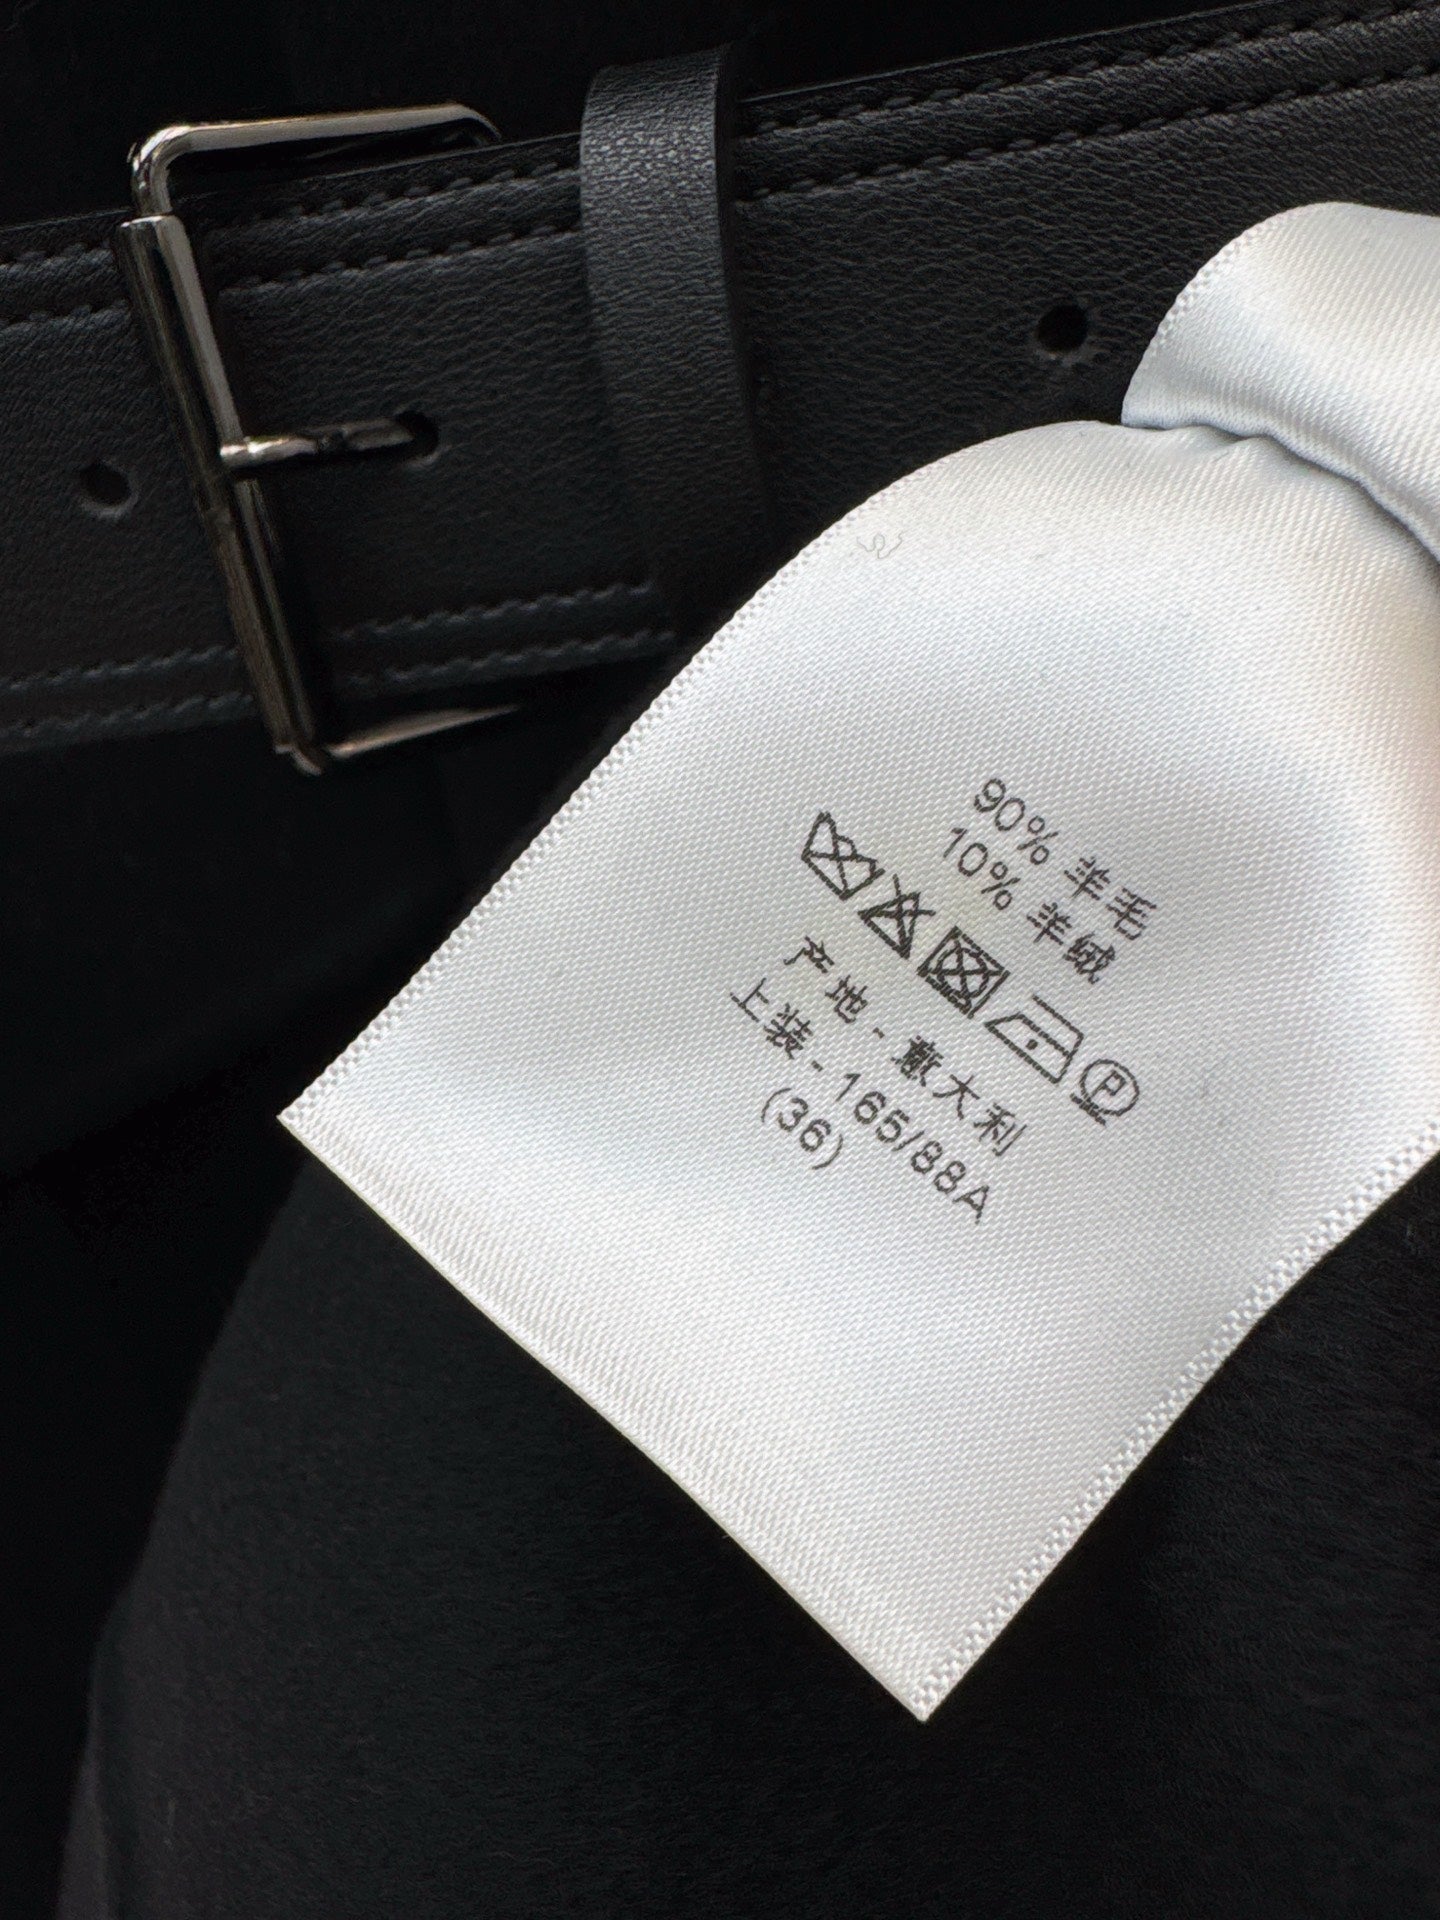 90% 羊毛
10% 羊绒
P
产地 - 意大利
上装 - 165/88A
(36)